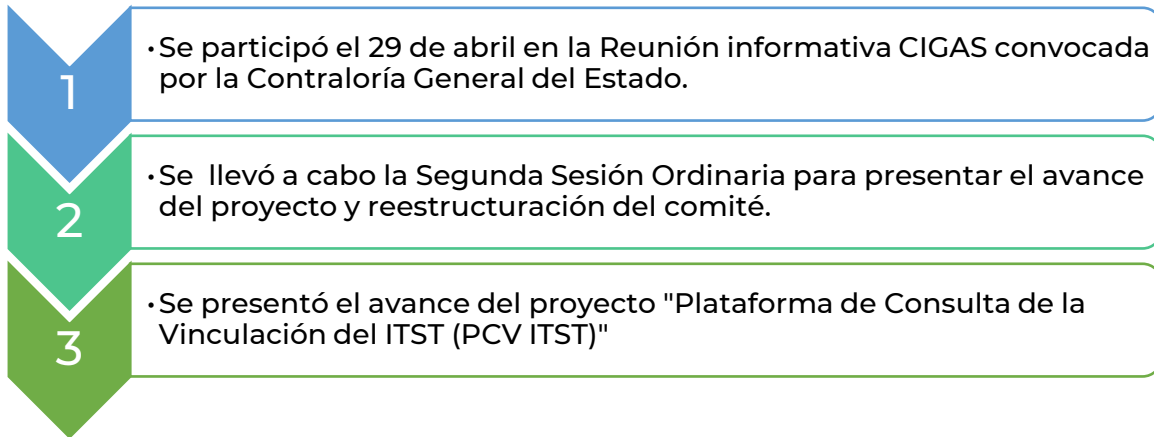 1
·Se participó el 29 de abril en la Reunión informativa CIGAS convocada
por la Contraloría General del Estado.
2
·Se llevó a cabo la Segunda Sesión Ordinaria para presentar el avance
del proyecto y reestructuración del comité.
3
·Se presentó el avance del proyecto "Plataforma de Consulta de la
Vinculación del ITST (PCV ITST)"